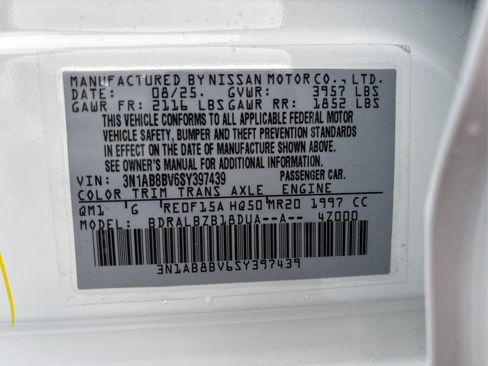 MANUFACTURED BY NISSAN MOTOR CO., LTD.
DATE: 08/25. GVWR: 3957 LBS
GAWR FR: 2116 LBS GAWR RR: 1852 LBS
THIS VEHICLE CONFORMS TO ALL APPLICABLE FEDERAL MOTOR
VEHICLE SAFETY, BUMPER AND THEFT PREVENTION STANDARDS
IN EFFECT ON THE DATE OF MANUFACTURE SHOWN ABOVE.
SEE OWNER'S MANUAL FOR ADDITIONAL INFORMATION.
VIN: 3N1AB8BV6SY397439 PASSENGER CAR.
COLOR TRIM TRANS AXLE ENGINE
QM1 G RE0F15A HQ50 MR20 1997 CC
MODEL: BDRALBZB18DUA--A-- 4Z000
3N1AB8BV6SY397439